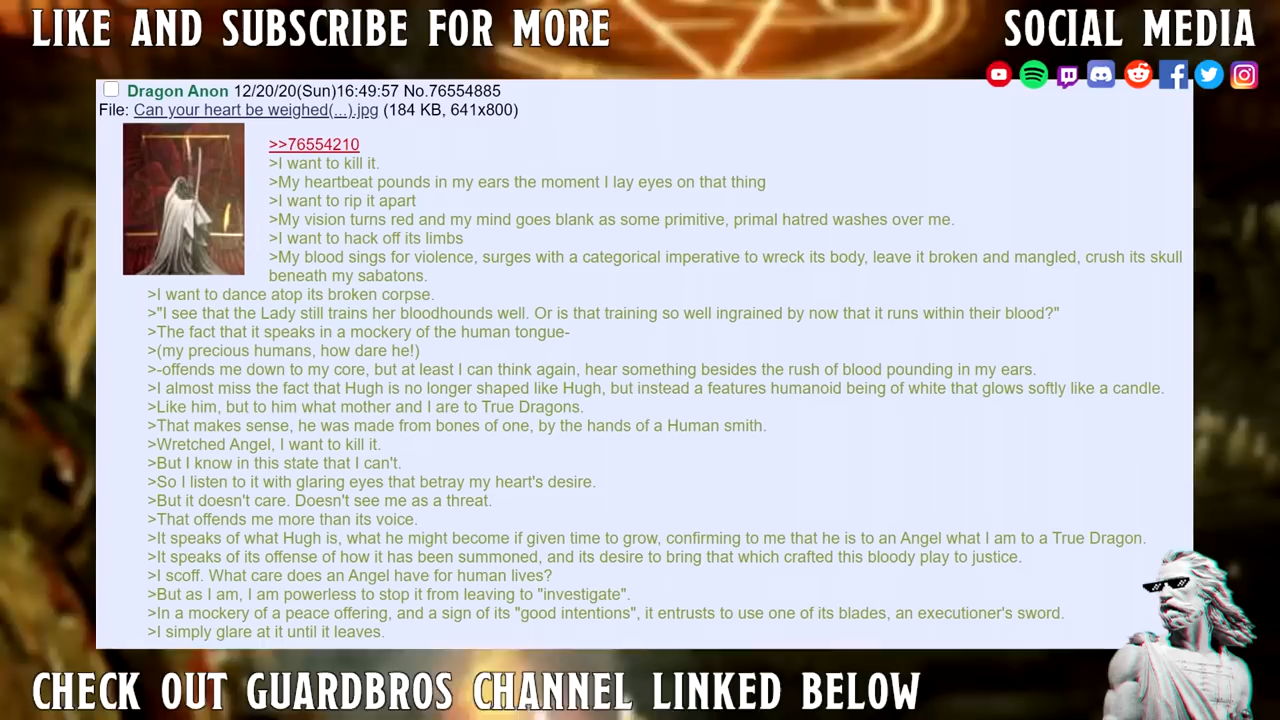 LIKE AND SUBSCRIBE FOR MORE
SOCIAL MEDIA
Dragon Anon 12/20/20(Sun)16:49:57 No.76554885
File: Can your heart be weighed(...).jpg (184 KB, 641x800)
>>76554210
>I want to kill it.
>My heartbeat pounds in my ears the moment I lay eyes on that thing
>I want to rip it apart
>My vision turns red and my mind goes blank as some primitive, primal hatred washes over me.
>I want to hack off its limbs
>My blood sings for violence, surges with a categorical imperative to wreck its body, leave it broken and mangled, crush its skull
beneath my sabatons.
>I want to dance atop its broken corpse.
>"I see that the Lady still trains her bloodhounds well. Or is that training so well ingrained by now that it runs within their blood?"
>The fact that it speaks in a mockery of the human tongue-
>(my precious humans, how dare he!)
>-offends me down to my core, but at least I can think again, hear something besides the rush of blood pounding in my ears.
>I almost miss the fact that Hugh is no longer shaped like Hugh, but instead a features humanoid being of white that glows softly like a candle.
>Like him, but to him what mother and I are to True Dragons.
>That makes sense, he was made from bones of one, by the hands of a Human smith.
>Wretched Angel, I want to kill it.
>But I know in this state that I can't.
>So I listen to it with glaring eyes that betray my heart's desire.
>But it doesn't care. Doesn't see me as a threat.
>That offends me more than its voice.
>It speaks of what Hugh is, what he might become if given time to grow, confirming to me that he is to an Angel what I am to a True Dragon.
>It speaks of its offense of how it has been summoned, and its desire to bring that which crafted this bloody play to justice.
>I scoff. What care does an Angel have for human lives?
>But as I am, I am powerless to stop it from leaving to "investigate".
>In a mockery of a peace offering, and a sign of its "good intentions", it entrusts to use one of its blades, an executioner's sword.
>I simply glare at it until it leaves.
CHECK OUT GUARDBROS CHANNEL LINKED BELOW